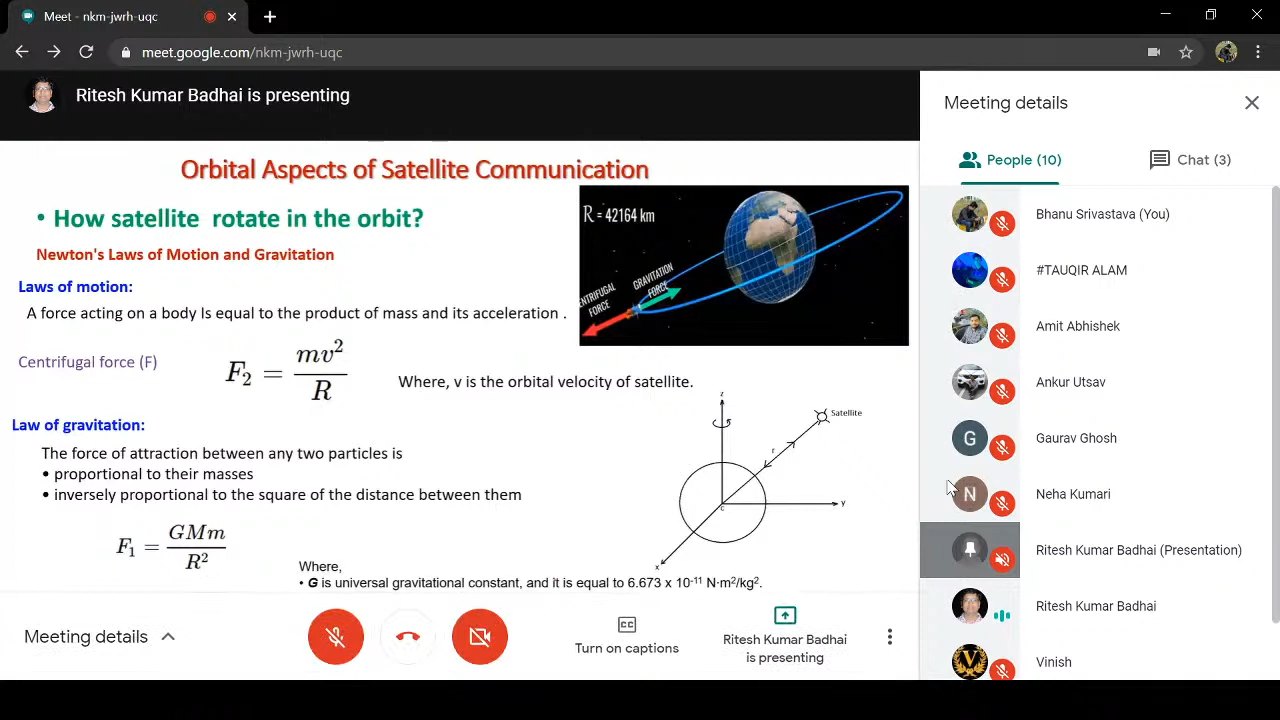 Meet - nkm-jwrh-uqc
meet.google.com/nkm-jwrh-uqc
Ritesh Kumar Badhai is presenting
Orbital Aspects of Satellite Communication
• How satellite rotate in the orbit?
Newton's Laws of Motion and Gravitation
Laws of motion:
A force acting on a body Is equal to the product of mass and its acceleration .
Centrifugal force (F)
F₂ = mv²/R
Where, v is the orbital velocity of satellite.
R = 42164 km
CENTRIFUGAL
FORCE
GRAVITATION
FORCE
Law of gravitation:
The force of attraction between any two particles is
• proportional to their masses
• inversely proportional to the square of the distance between them
F₁ = GMm/R²
z
Satellite
r
c
y
x
Where,
• G is universal gravitational constant, and it is equal to 6.673 x 10⁻¹¹ N·m²/kg².
Meeting details
Turn on captions
Ritesh Kumar Badhai
is presenting
Meeting details
People (10)
Chat (3)
Bhanu Srivastava (You)
#TAUQIR ALAM
Amit Abhishek
Ankur Utsav
G
Gaurav Ghosh
N
Neha Kumari
Ritesh Kumar Badhai (Presentation)
Ritesh Kumar Badhai
V
Vinish